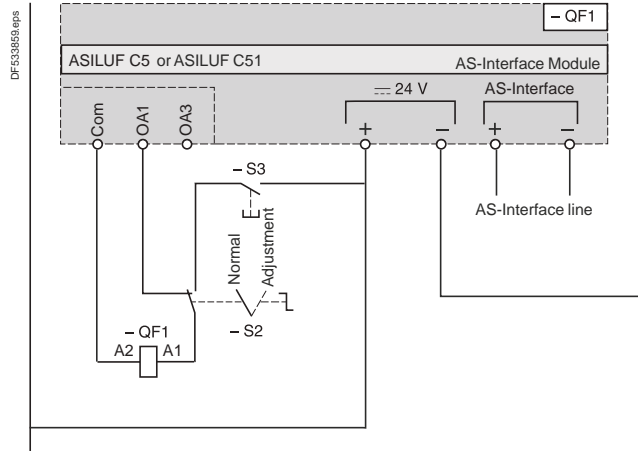 DF533859.eps
– QF1
ASILUF C5 or ASILUF C51 AS-Interface Module
24 V AS-Interface
Com OA1 OA3 + – + –
– S3
AS-Interface line
Normal Adjustment
– S2
– QF1
A2 A1